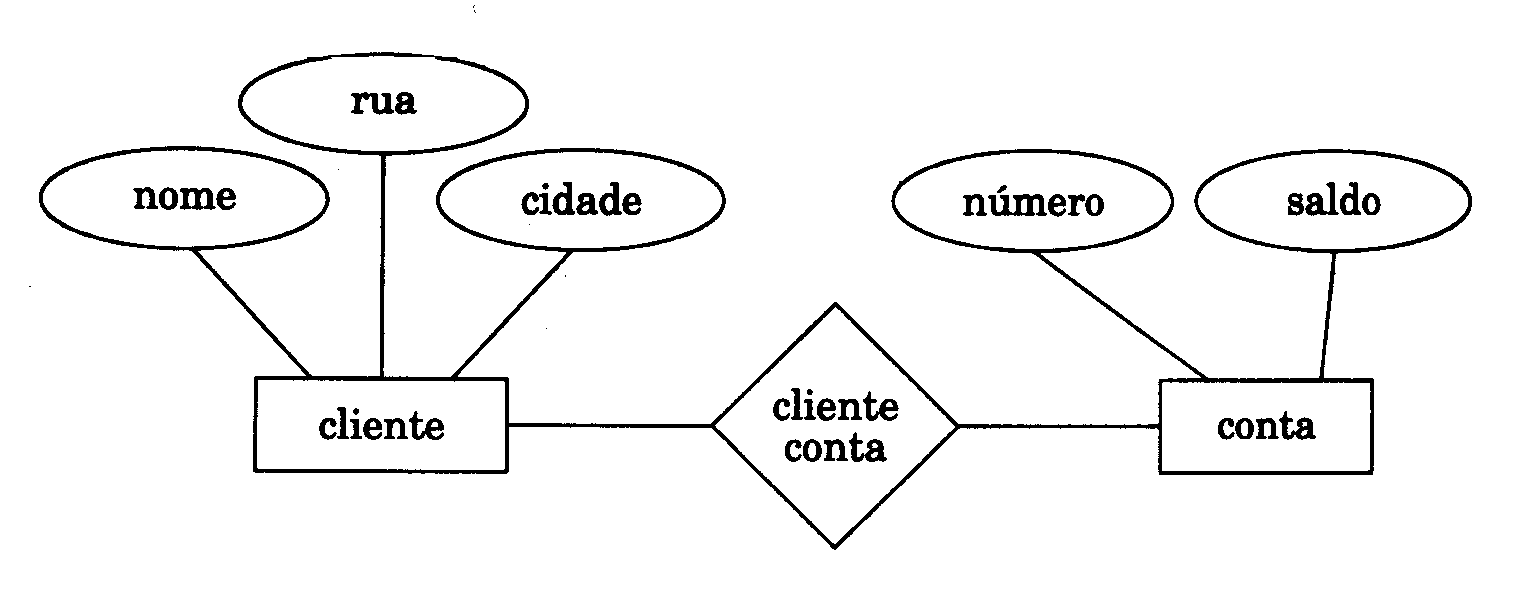 rua
nome
cidade
número
saldo
cliente
cliente
conta
conta